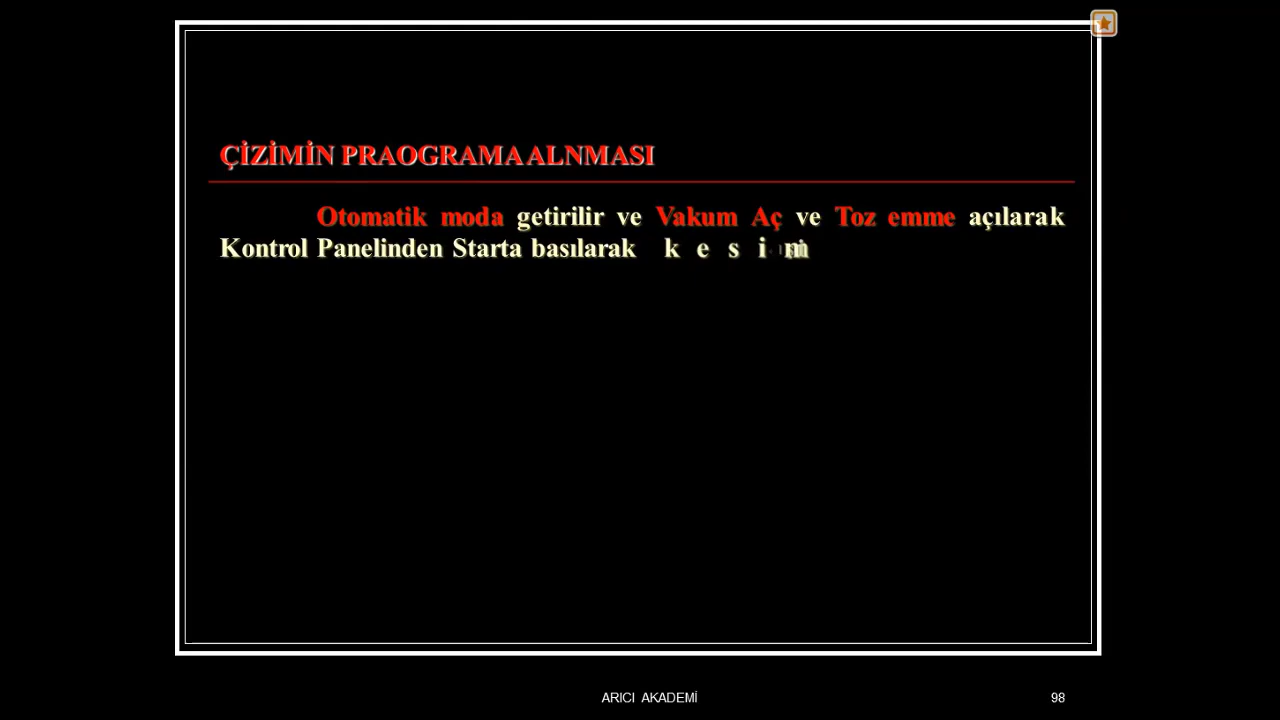 ÇİZİMİN PRAOGRAMA ALNMASI
Otomatik moda getirilir ve Vakum Aç ve Toz emme açılarak
Kontrol Panelinden Starta basılarak k e s i m
ARICI AKADEMİ
98